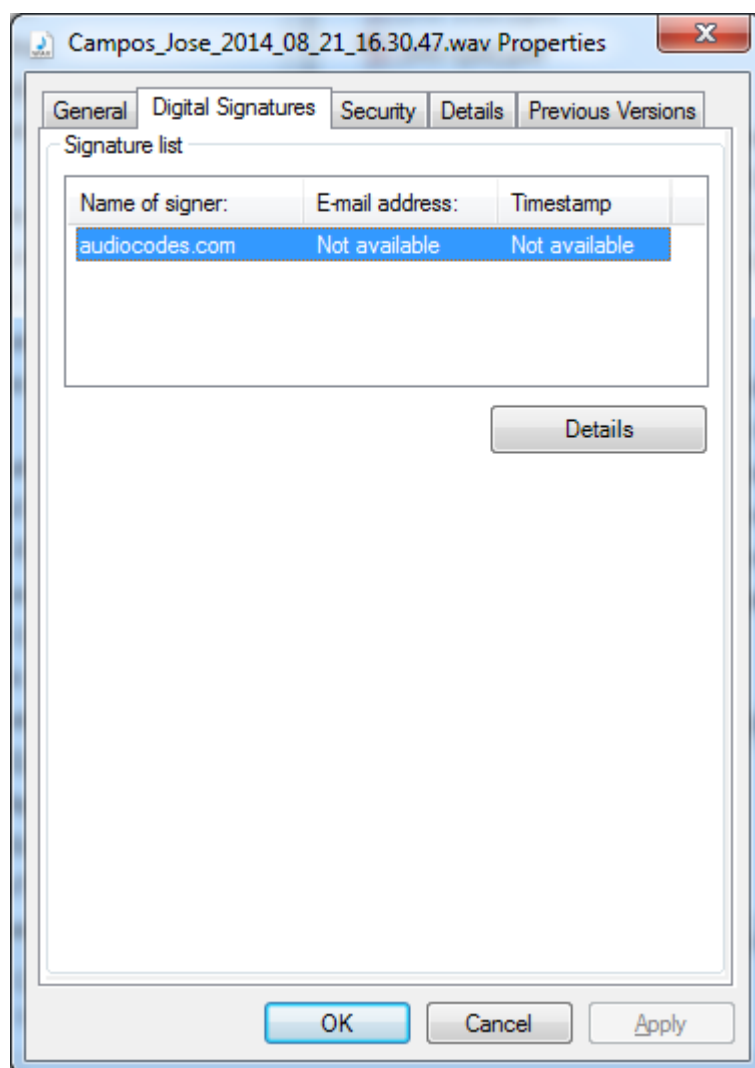 Campos_Jose_2014_08_21_16.30.47.wav Properties
General Digital Signatures Security Details Previous Versions
Signature list
Name of signer: E-mail address: Timestamp
audiocodes.com Not available Not available
Details
OK Cancel Apply